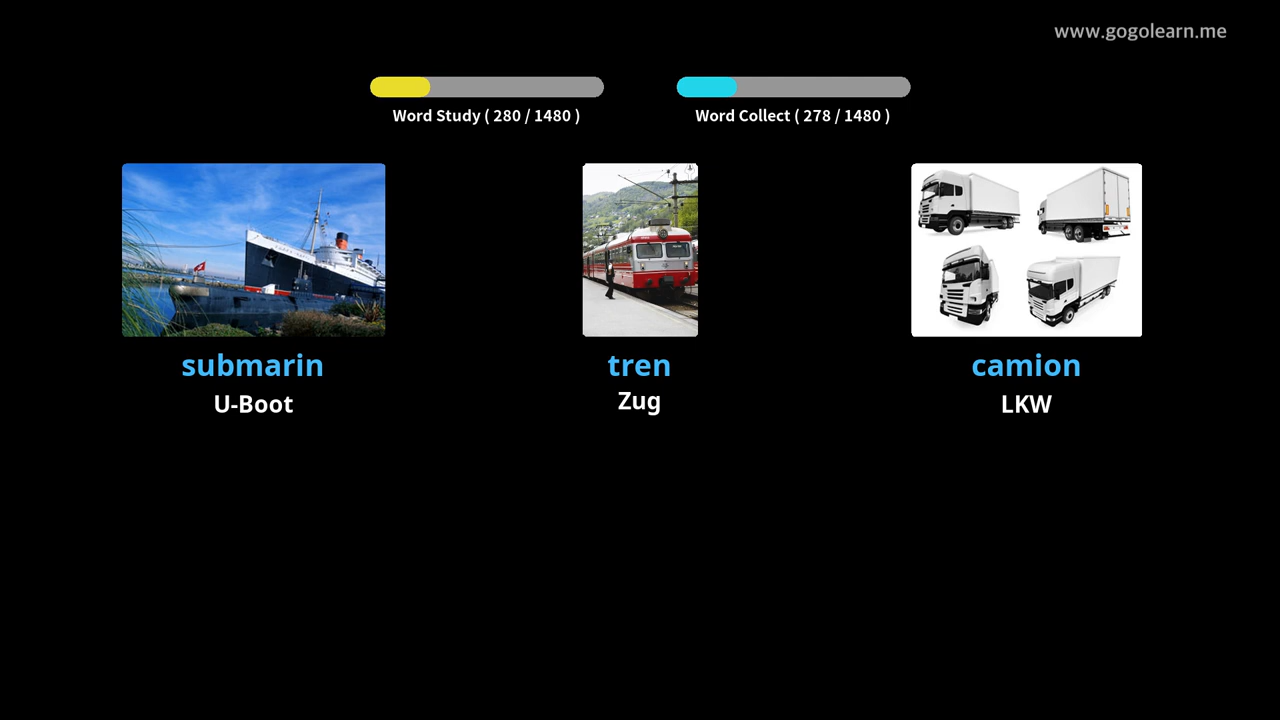 www.gogolearn.me
Word Study ( 280 / 1480 )
Word Collect ( 278 / 1480 )
submarin
U-Boot
tren
Zug
camion
LKW